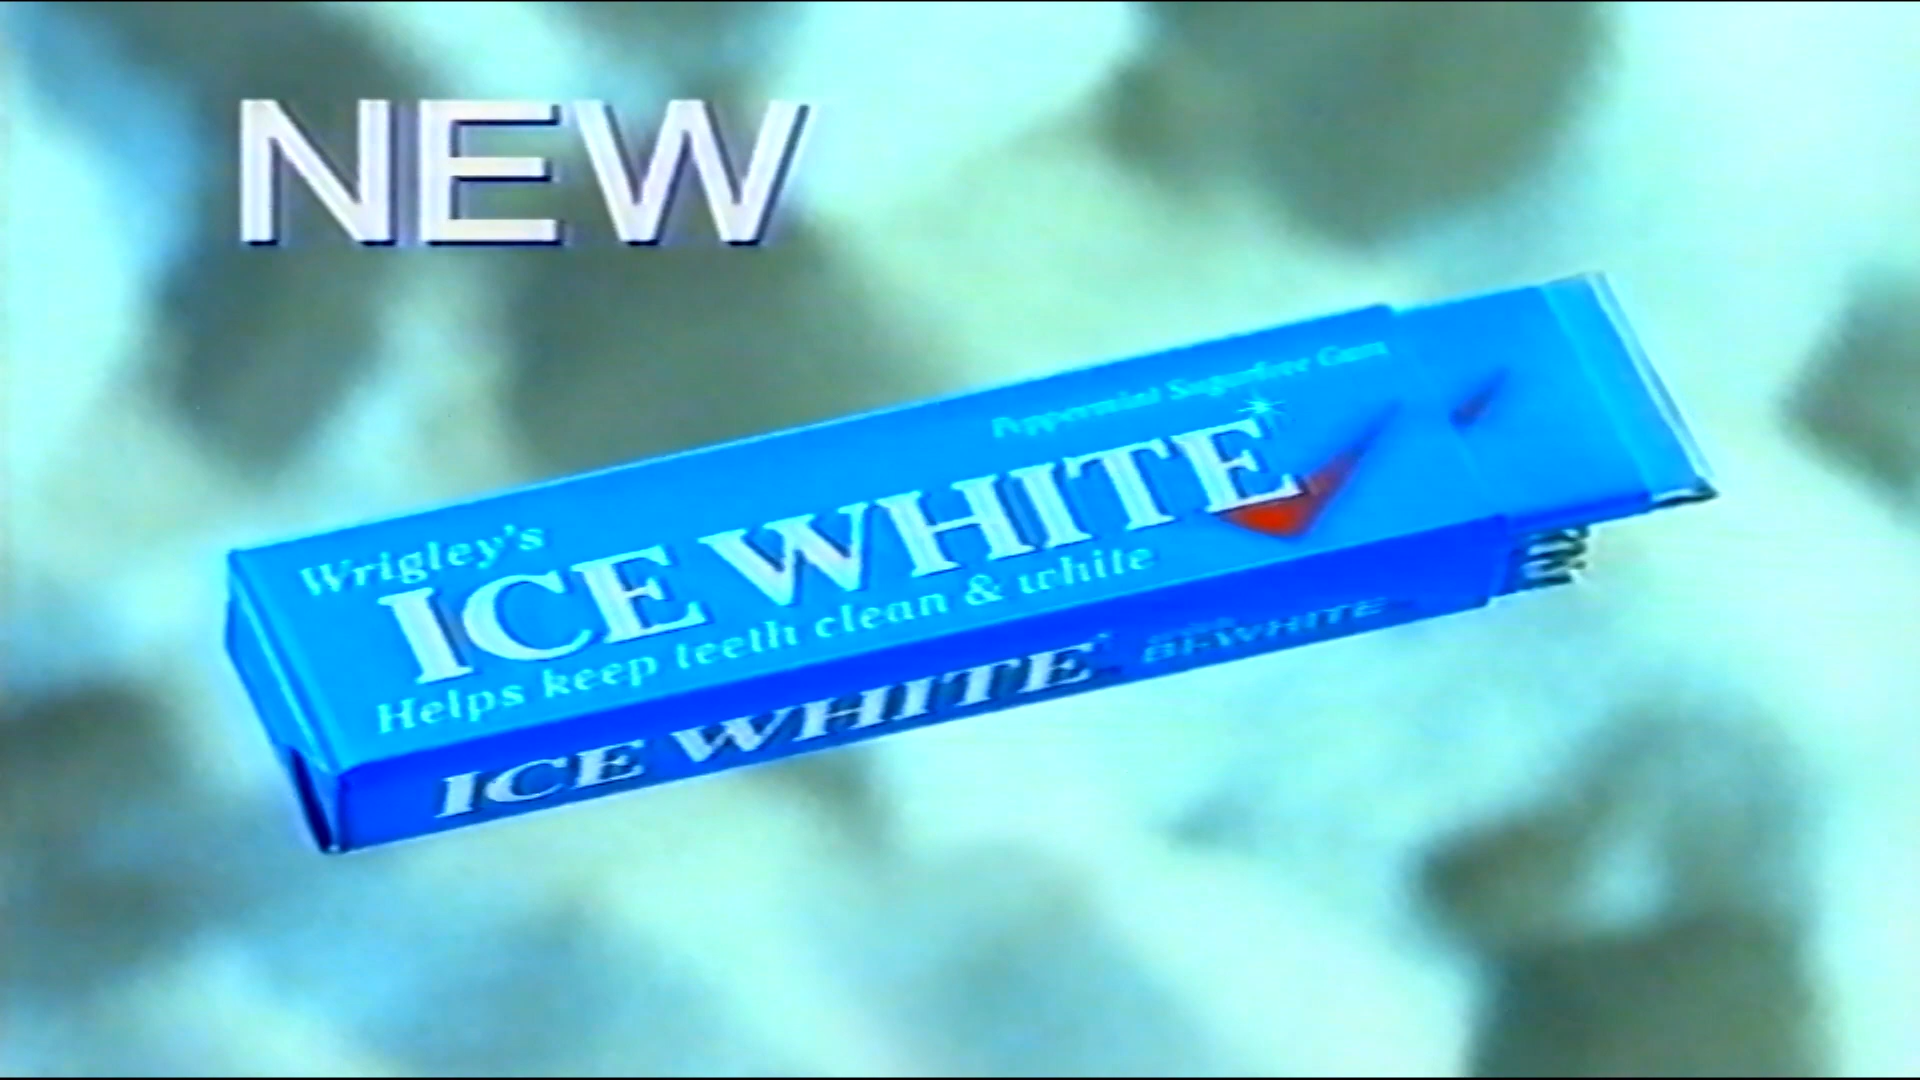 NEW
Peppermint Sugarfree Gum
Wrigley's
ICE WHITE
Helps keep teeth clean & white
ICE WHITE